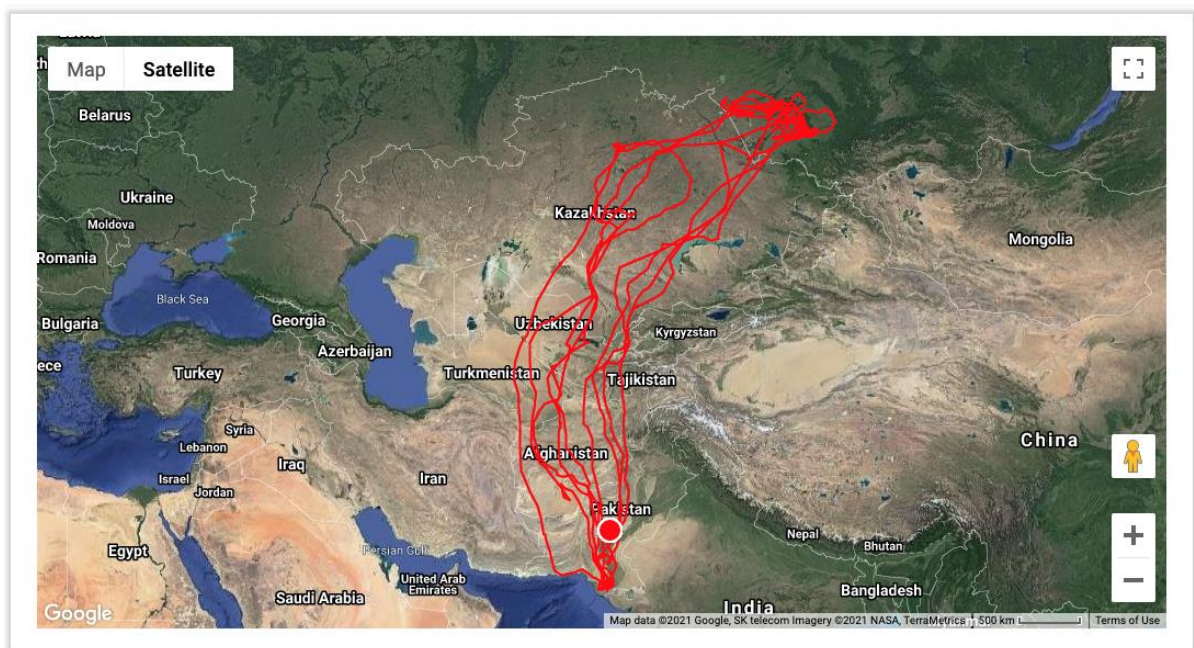 Map Satellite
Belarus
Ukraine
Moldova
Romania
Kazakhstan
Mongolia
Black Sea
Bulgaria
Georgia
Uzbekistan
Kyrgyzstan
Azerbaijan
ece
Turkey
Turkmenistan
Tajikistan
Syria
Lebanon
Iraq
Iran
Afghanistan
China
Israel
Jordan
Pakistan
Egypt
Persian Gulf
Nepal
Bhutan
United Arab
Emirates
Saudi Arabia
Bangladesh
India
Google
Map data ©2021 Google, SK telecom Imagery ©2021 NASA, TerraMetrics 500 km Terms of Use